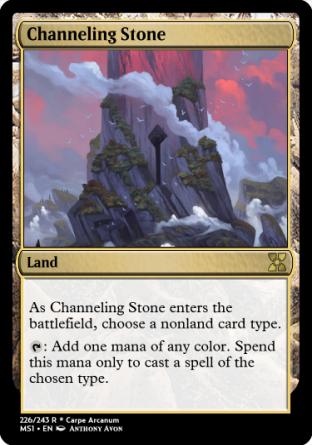 Channeling Stone
Land
As Channeling Stone enters the
battlefield, choose a nonland card type.
: Add one mana of any color. Spend
this mana only to cast a spell of the
chosen type.
226/243 R * Carpe Arcanum
MS1 • EN Anthony Avon